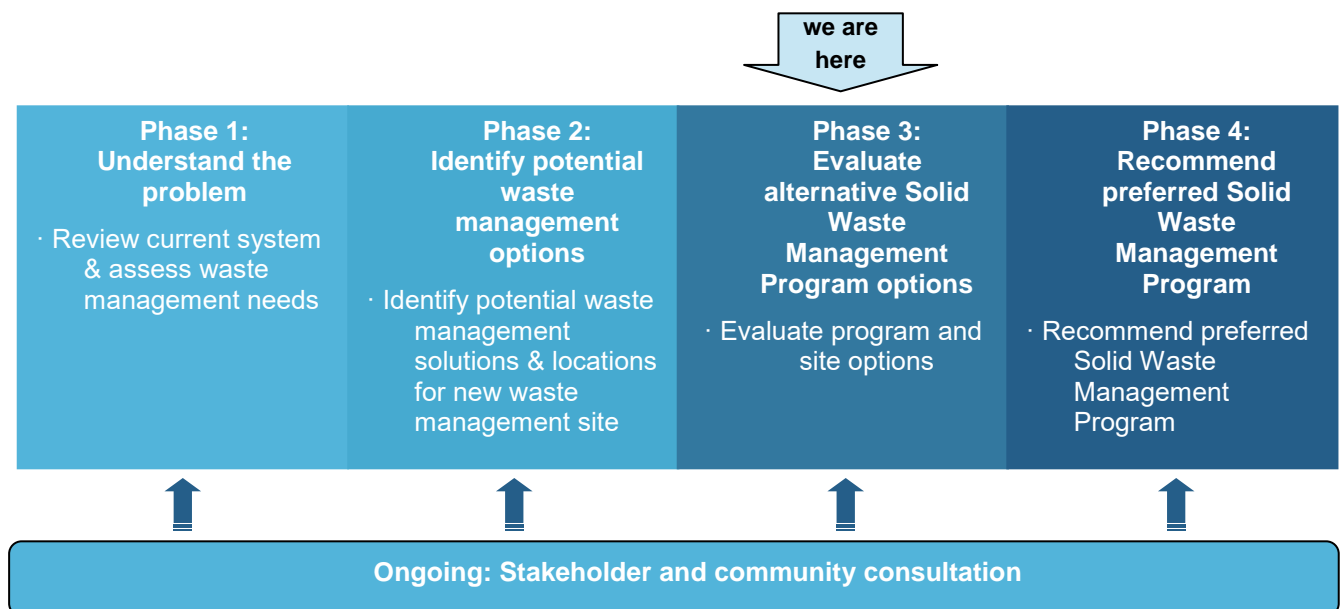 we are
here
Phase 1:
Understand the
problem
· Review current system
& assess waste
management needs
Phase 2:
Identify potential
waste
management
options
· Identify potential waste
management
solutions & locations
for new waste
management site
Phase 3:
Evaluate
alternative Solid
Waste
Management
Program options
· Evaluate program and
site options
Phase 4:
Recommend
preferred Solid
Waste
Management
Program
· Recommend preferred
Solid Waste
Management
Program
Ongoing: Stakeholder and community consultation